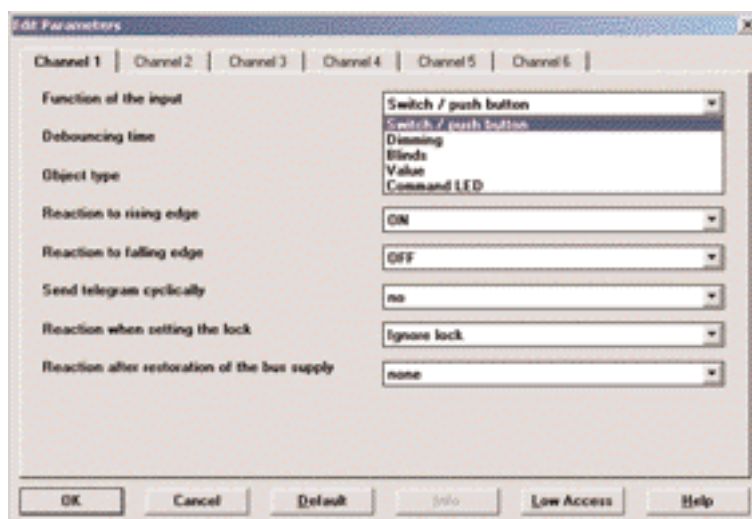 Edit Parameters
Channel 1 Channel 2 Channel 3 Channel 4 Channel 5 Channel 6
Function of the input Switch / push button
Switch / push button
Debouncing time Dimming
Blinds
Object type Value
Command LED
Reaction to rising edge ON
Reaction to falling edge OFF
Send telegram cyclically no
Reaction when setting the lock Ignore lock
Reaction after restoration of the bus supply none
OK Cancel Default Info Low Access Help